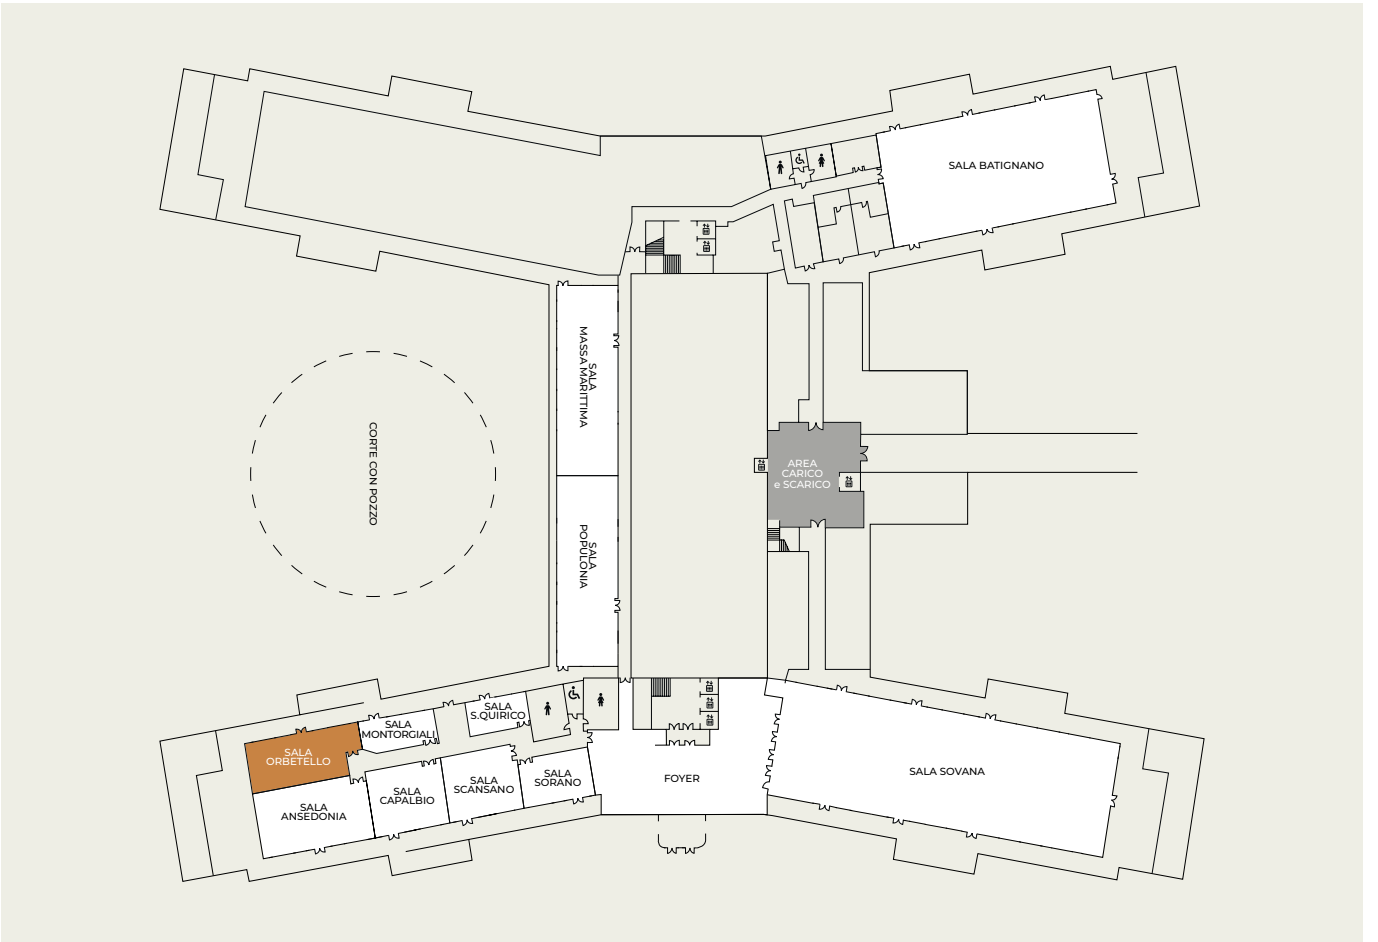 SALA BATIGNANO
SALA
MASSA MARITTIMA
CORTE CON POZZO
AREA
CARICO
e SCARICO
SALA
POPULONIA
SALA
S.QUIRICO
SALA
MONTORGIALI
SALA
ORBETELLO
SALA
ANSEDONIA
SALA
CAPALBIO
SALA
SCANSANO
SALA
SORANO
FOYER
SALA SOVANA